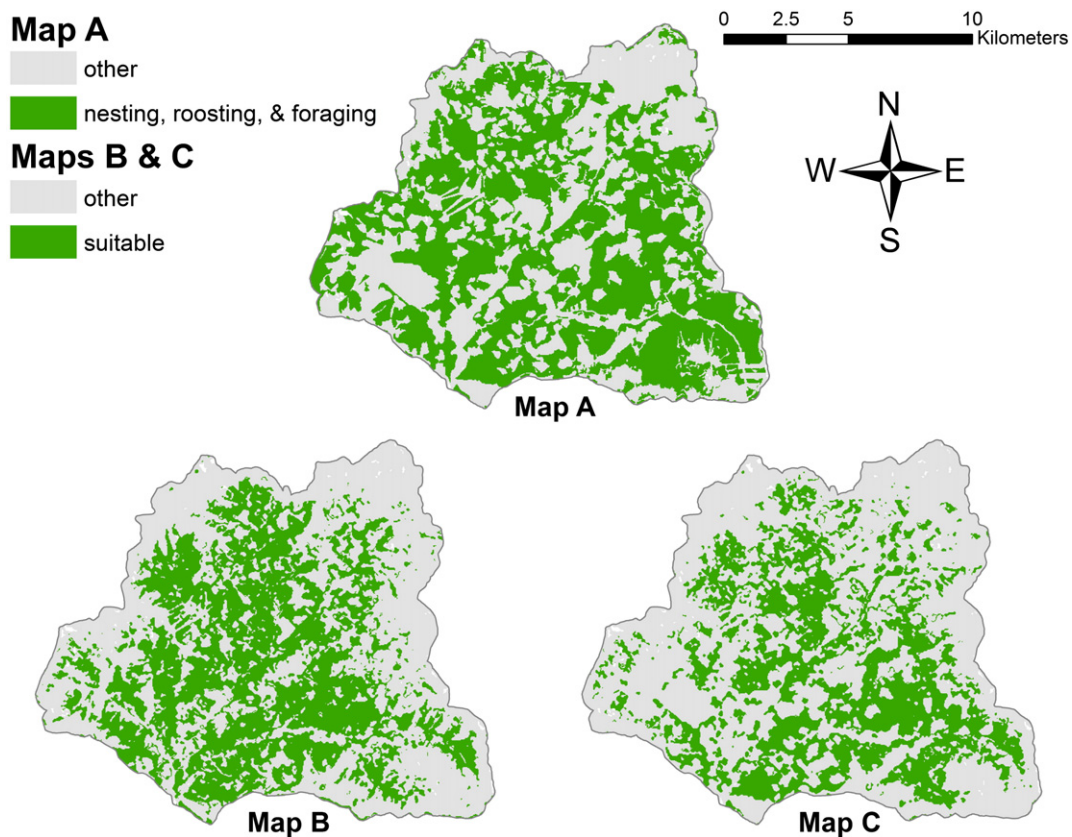 Map A
other
nesting, roosting, & foraging
Maps B & C
other
suitable
0 2.5 5 10
Kilometers
N
W E
S
Map A
Map B
Map C